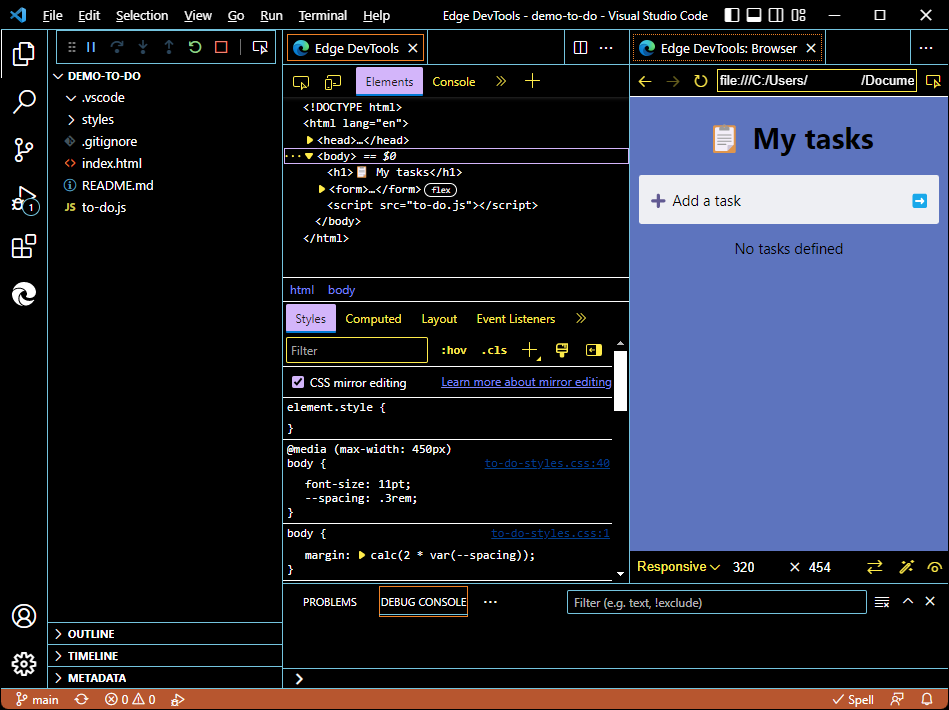 File Edit Selection View Go Run Terminal Help Edge DevTools - demo-to-do - Visual Studio Code
1
DEMO-TO-DO
.vscode
styles
.gitignore
index.html
README.md
JS to-do.js
OUTLINE
TIMELINE
METADATA
Edge DevTools
Elements Console
<!DOCTYPE html>
<html lang="en">
<head>…</head>
··· <body> == $0
<h1>📋 My tasks</h1>
<form>…</form> flex
<script src="to-do.js"></script>
</body>
</html>
html body
Styles Computed Layout Event Listeners
Filter :hov .cls
CSS mirror editing Learn more about mirror editing
element.style {
}
@media (max-width: 450px)
body { to-do-styles.css:40
font-size: 11pt;
--spacing: .3rem;
}
body { to-do-styles.css:1
margin: calc(2 * var(--spacing));
}
Edge DevTools: Browser
file:///C:/Users/ /Docume
My tasks
Add a task
No tasks defined
Responsive 320 × 454
PROBLEMS DEBUG CONSOLE ··· Filter (e.g. text, !exclude)
main 0 0 Spell